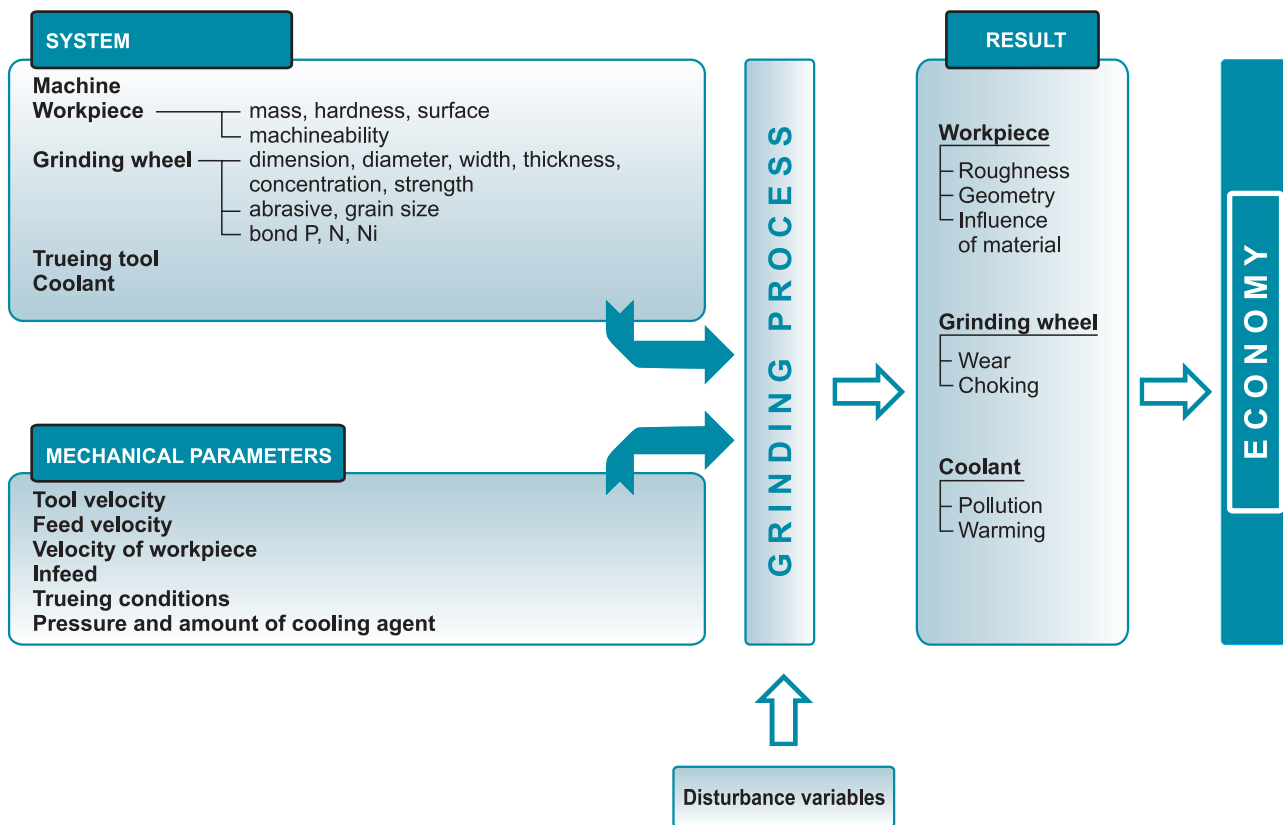 SYSTEM
Machine
Workpiece
mass, hardness, surface
machineability
Grinding wheel
dimension, diameter, width, thickness,
concentration, strength
abrasive, grain size
bond P, N, Ni
Trueing tool
Coolant
MECHANICAL PARAMETERS
Tool velocity
Feed velocity
Velocity of workpiece
Infeed
Trueing conditions
Pressure and amount of cooling agent
GRINDING PROCESS
Disturbance variables
RESULT
Workpiece
Roughness
Geometry
Influence
of material
Grinding wheel
Wear
Choking
Coolant
Pollution
Warming
ECONOMY